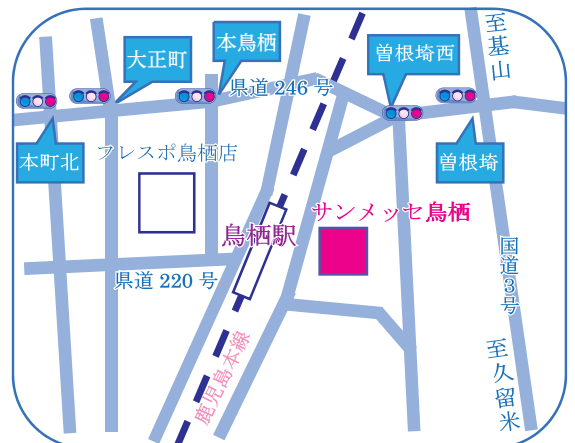 至基山
本鳥栖
大正町
曽根埼西
県道 246 号
本町北
フレスポ鳥栖店
曽根埼
サンメッセ鳥栖
鳥栖駅
国道3号
県道 220 号
鹿児島本線
至久留米